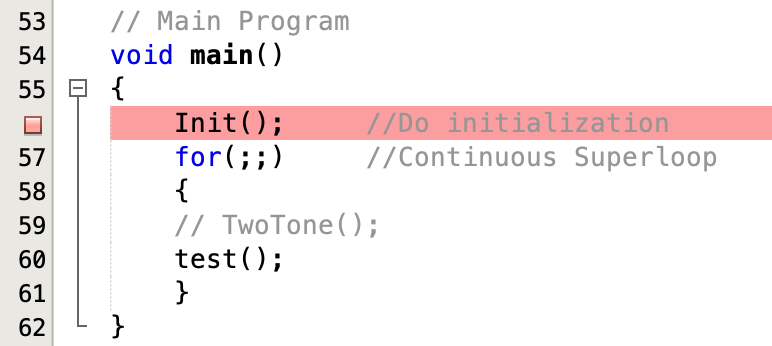 53 // Main Program
54 void main()
55 {
Init(); //Do initialization
57 for(;;) //Continuous Superloop
58 {
59 // TwoTone();
60 test();
61 }
62 }